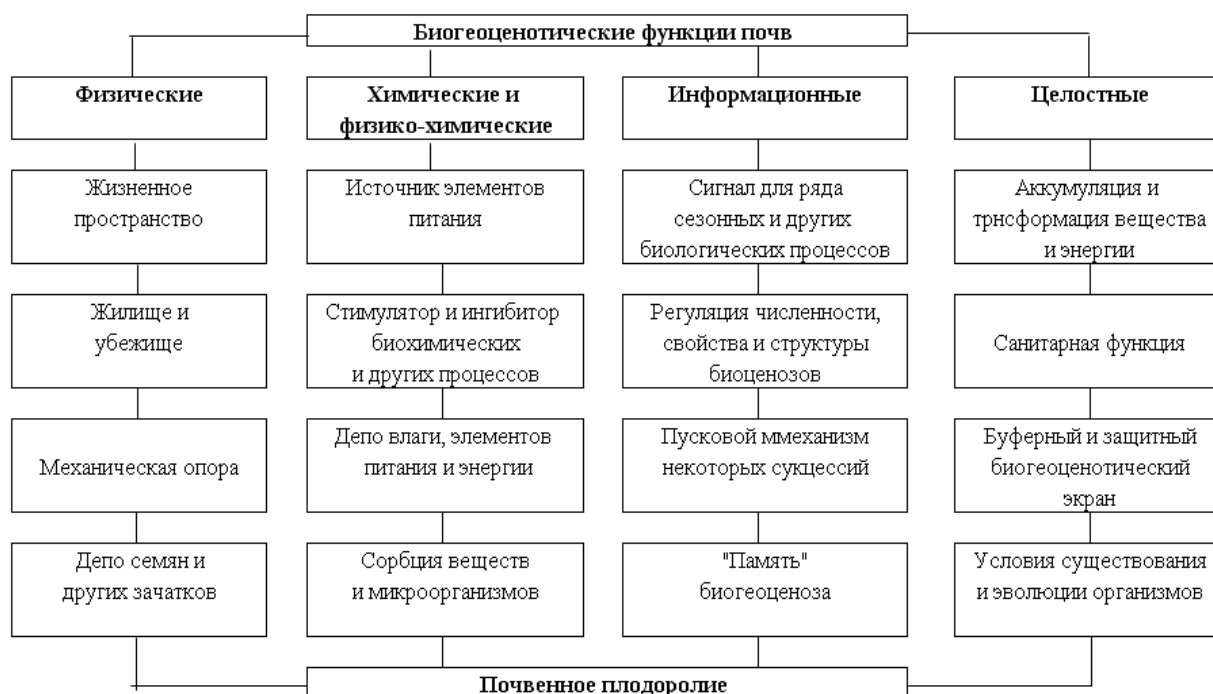 Биогеоценотические функции почв
Физические
Химические и
физико-химические
Информационные
Целостные
Жизненное
пространство
Источник элементов
питания
Сигнал для ряда
сезонных и других
биологических процессов
Аккумуляция и
трнсформация вещества
и энергии
Жилище и
убежище
Стимулятор и ингибитор
биохимических
и других процессов
Регуляция численности,
свойства и структуры
биоценозов
Санитарная функция
Механическая опора
Депо влаги, элементов
питания и энергии
Пусковой ммеханизм
некоторых сукцессий
Буферный и защитный
биогеоценотический
экран
Депо семян и
других зачатков
Сорбция веществ
и микроорганизмов
"Память"
биогеоценоза
Условия существования
и эволюции организмов
Почвенное плодоролие